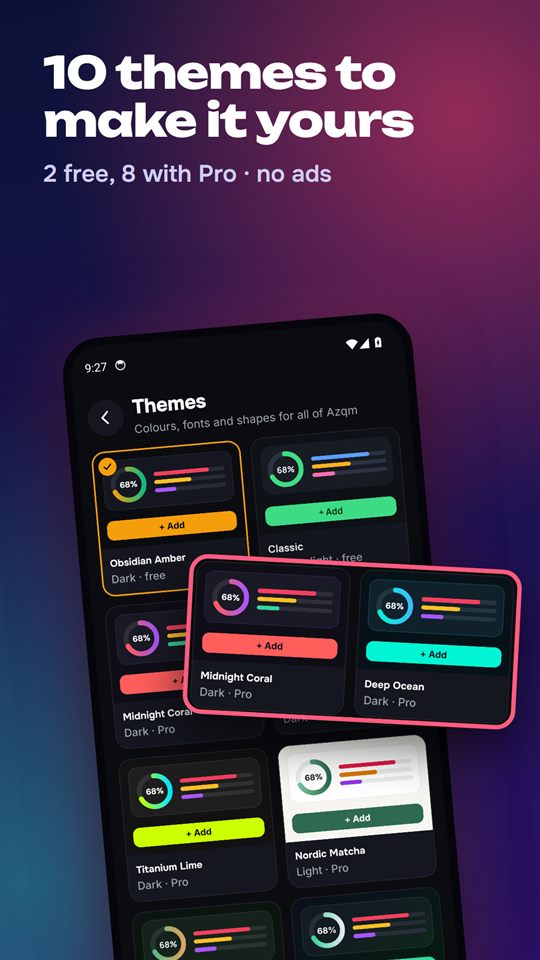 10 themes to
make it yours
2 free, 8 with Pro · no ads
9:27
Themes
Colours, fonts and shapes for all of Azqm
68%
+ Add
Obsidian Amber
Dark · free
68%
+ Add
Classic
light · free
68%
+ Add
Midnight Coral
Dark · Pro
68%
+ Add
Deep Ocean
Dark · Pro
68%
Midnight Coral
Dark · Pro
68%
+ Add
Titanium Lime
Dark · Pro
68%
+ Add
Nordic Matcha
Light · Pro
68%
68%